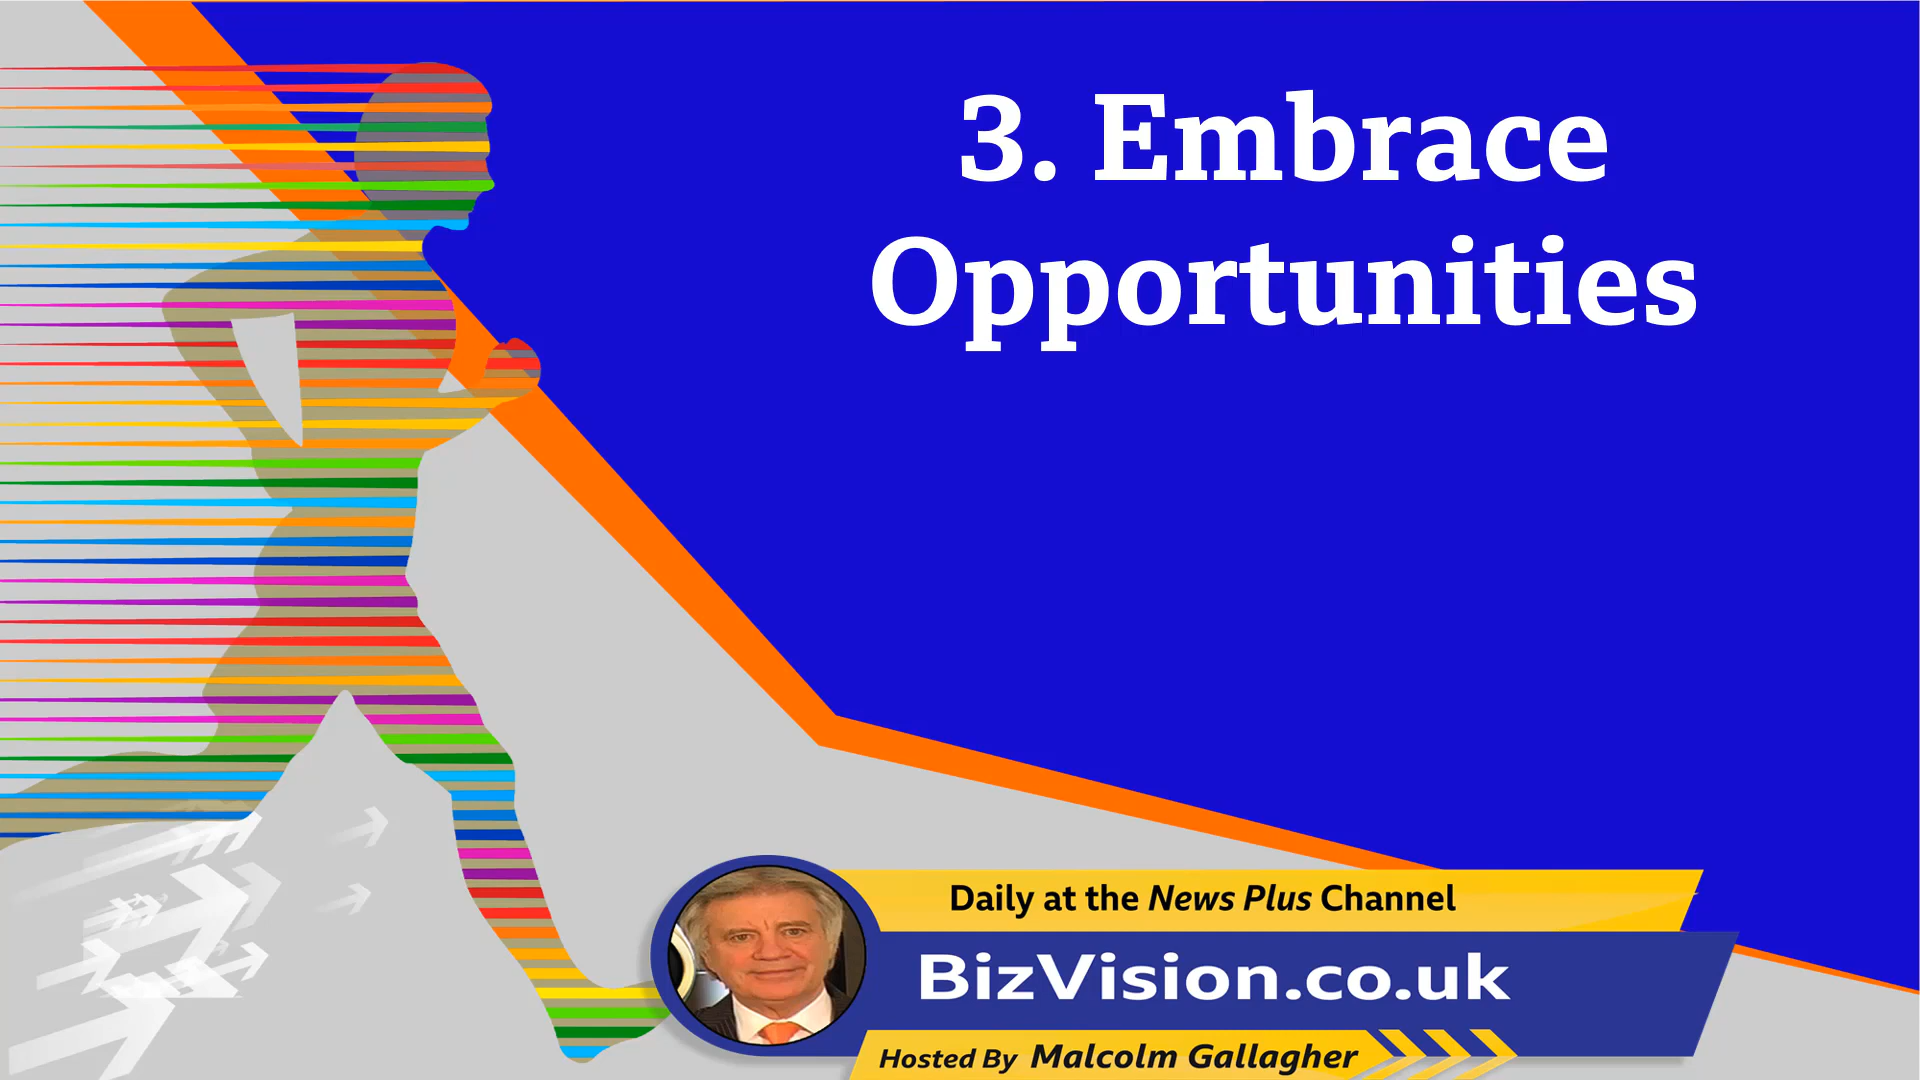 3. Embrace
Opportunities
Daily at the News Plus Channel
BizVision.co.uk
Hosted By Malcolm Gallagher